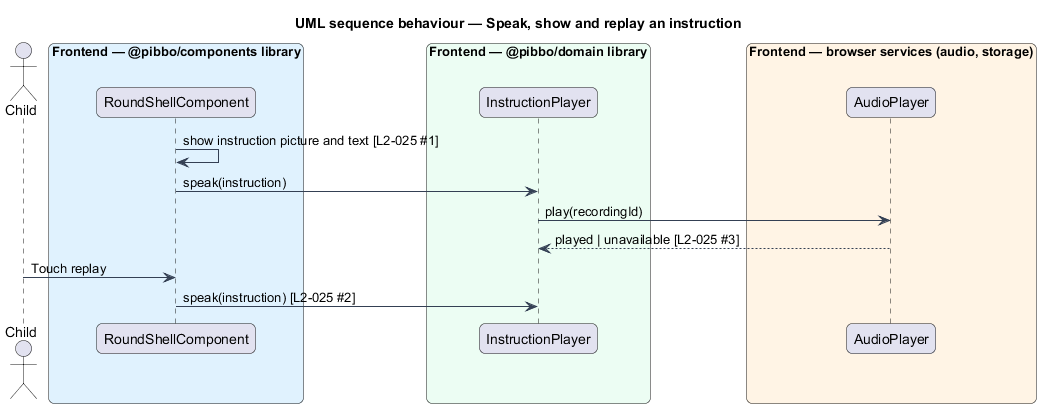 UML sequence behaviour — Speak, show and replay an instruction
Frontend — @pibbo/components library
Frontend — @pibbo/domain library
Frontend — browser services (audio, storage)
Child
RoundShellComponent
InstructionPlayer
AudioPlayer
show instruction picture and text [L2-025 #1]
speak(instruction)
play(recordingId)
played | unavailable [L2-025 #3]
Touch replay
speak(instruction) [L2-025 #2]
Child
RoundShellComponent
InstructionPlayer
AudioPlayer